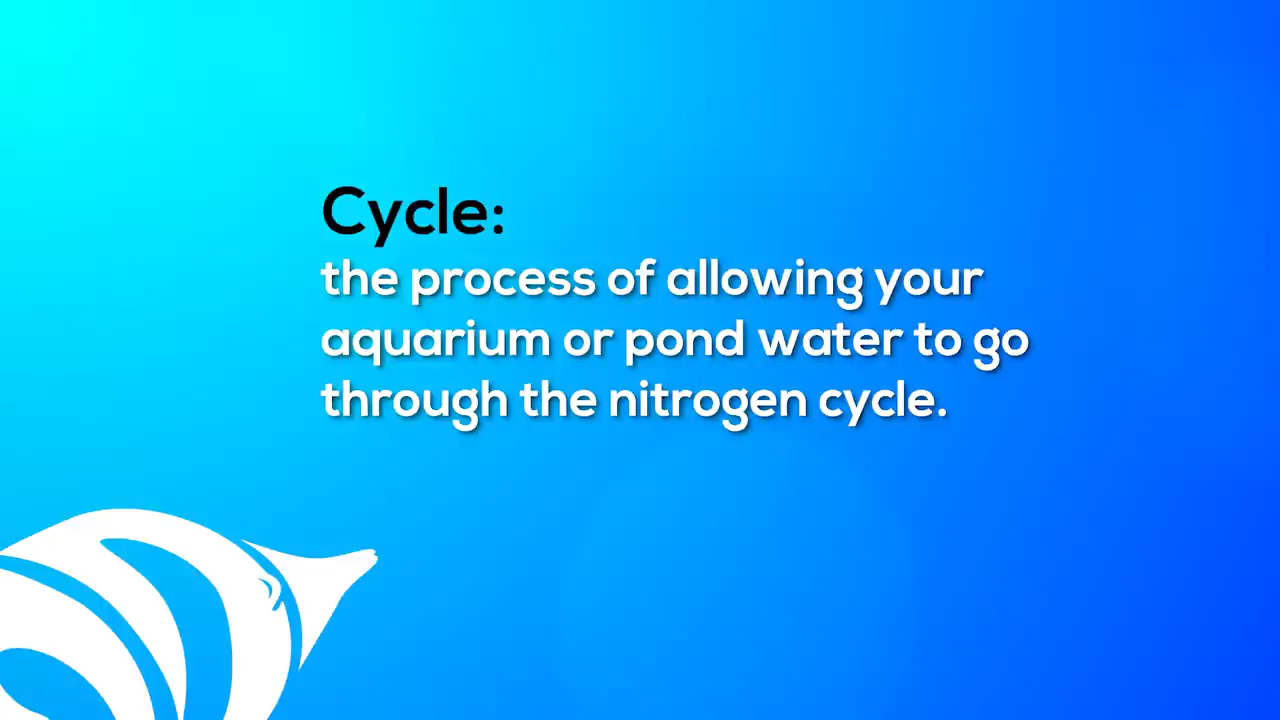 Cycle:
the process of allowing your
aquarium or pond water to go
through the nitrogen cycle.